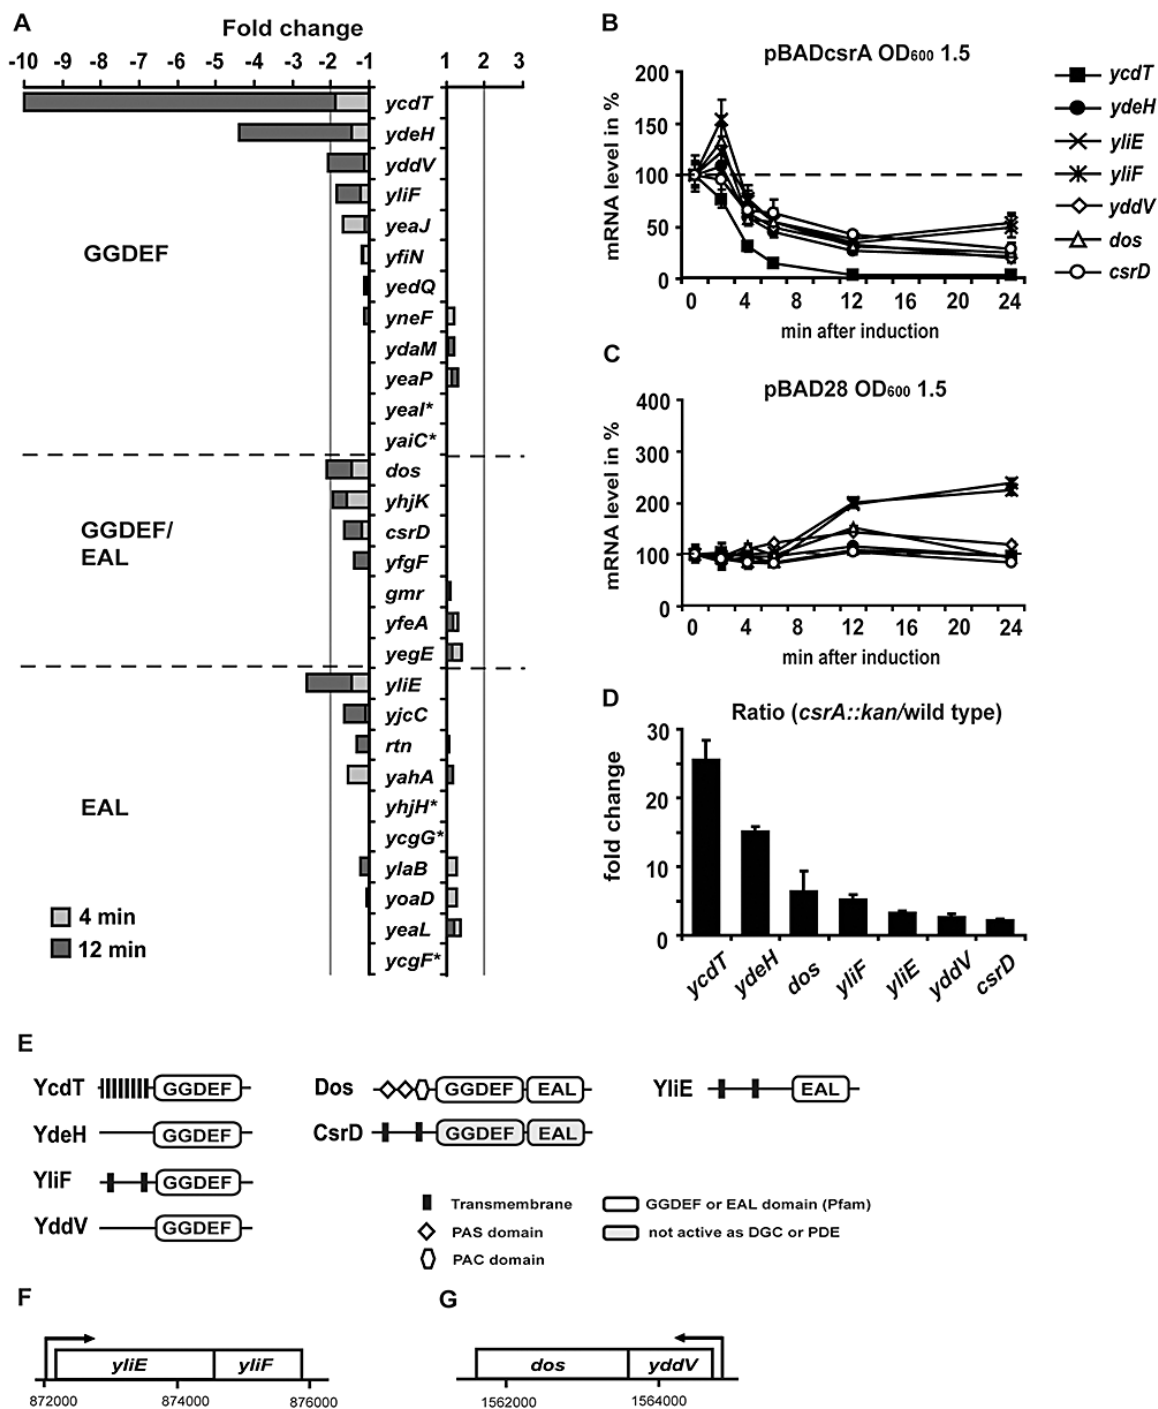 A
Fold change
-10 -9 -8 -7 -6 -5 -4 -3 -2 -1 1 2 3
ycdT
ydeH
yddV
yliF
yeaJ
GGDEF
yfiN
yedQ
yneF
ydaM
yeaP
yeaI*
yaiC*
dos
yhjK
GGDEF/
EAL
csrD
yfgF
gmr
yfeA
yegE
yliE
yjcC
rtn
yahA
EAL
yhjH*
ycgG*
ylaB
yoaD
yeaL
ycgF*
4 min
12 min
B
pBADcsrA OD600 1.5
mRNA level in %
200
150
100
50
0
0 4 8 12 16 20 24
min after induction
ycdT
ydeH
yliE
yliF
yddV
dos
csrD
C
pBAD28 OD600 1.5
mRNA level in %
400
300
200
100
0
0 4 8 12 16 20 24
min after induction
D
Ratio (csrA::kan/wild type)
fold change
30
20
10
0
ycdT ydeH dos yliF yliE yddV csrD
E
YcdT GGDEF
Dos GGDEF EAL
YliE EAL
YdeH GGDEF
CsrD GGDEF EAL
YliF GGDEF
YddV GGDEF
Transmembrane
GGDEF or EAL domain (Pfam)
PAS domain
not active as DGC or PDE
PAC domain
F
yliE yliF
872000 874000 876000
G
dos yddV
1562000 1564000